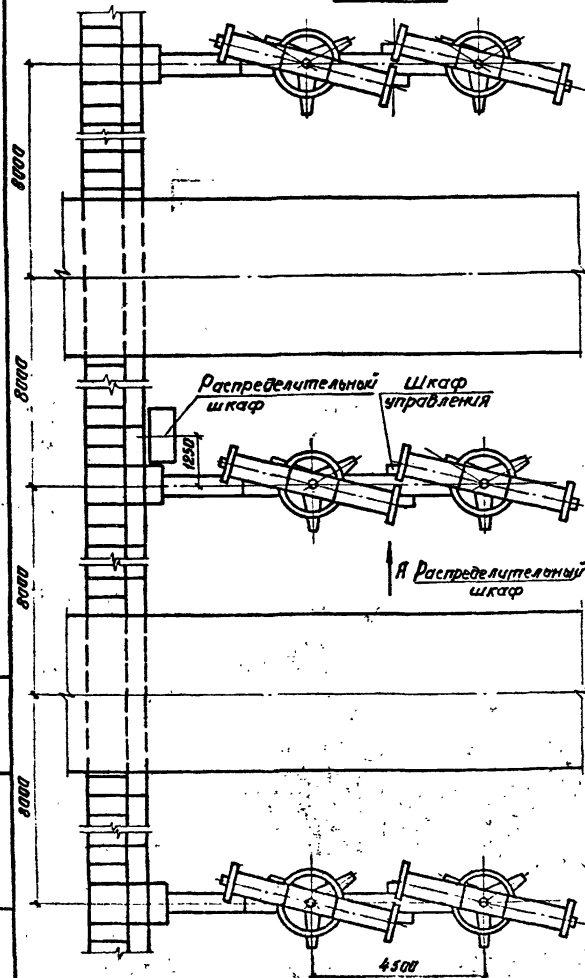 8000
8000
Распределительный
шкаф
Шкаф
управления
1250
8000
А Распределительный
шкаф
8000
4500